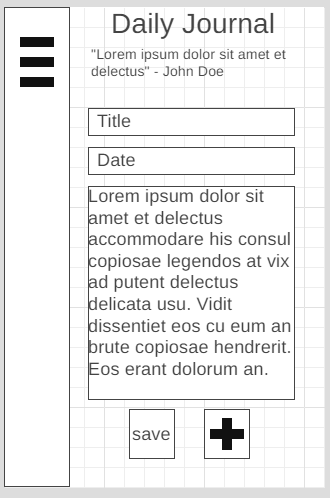 Daily Journal
"Lorem ipsum dolor sit amet et
delectus" - John Doe
Title
Date
Lorem ipsum dolor sit
amet et delectus
accommodare his consul
copiosae legendos at vix
ad putent delectus
delicata usu. Vidit
dissentiet eos cu eum an
brute copiosae hendrerit.
Eos erant dolorum an.
save